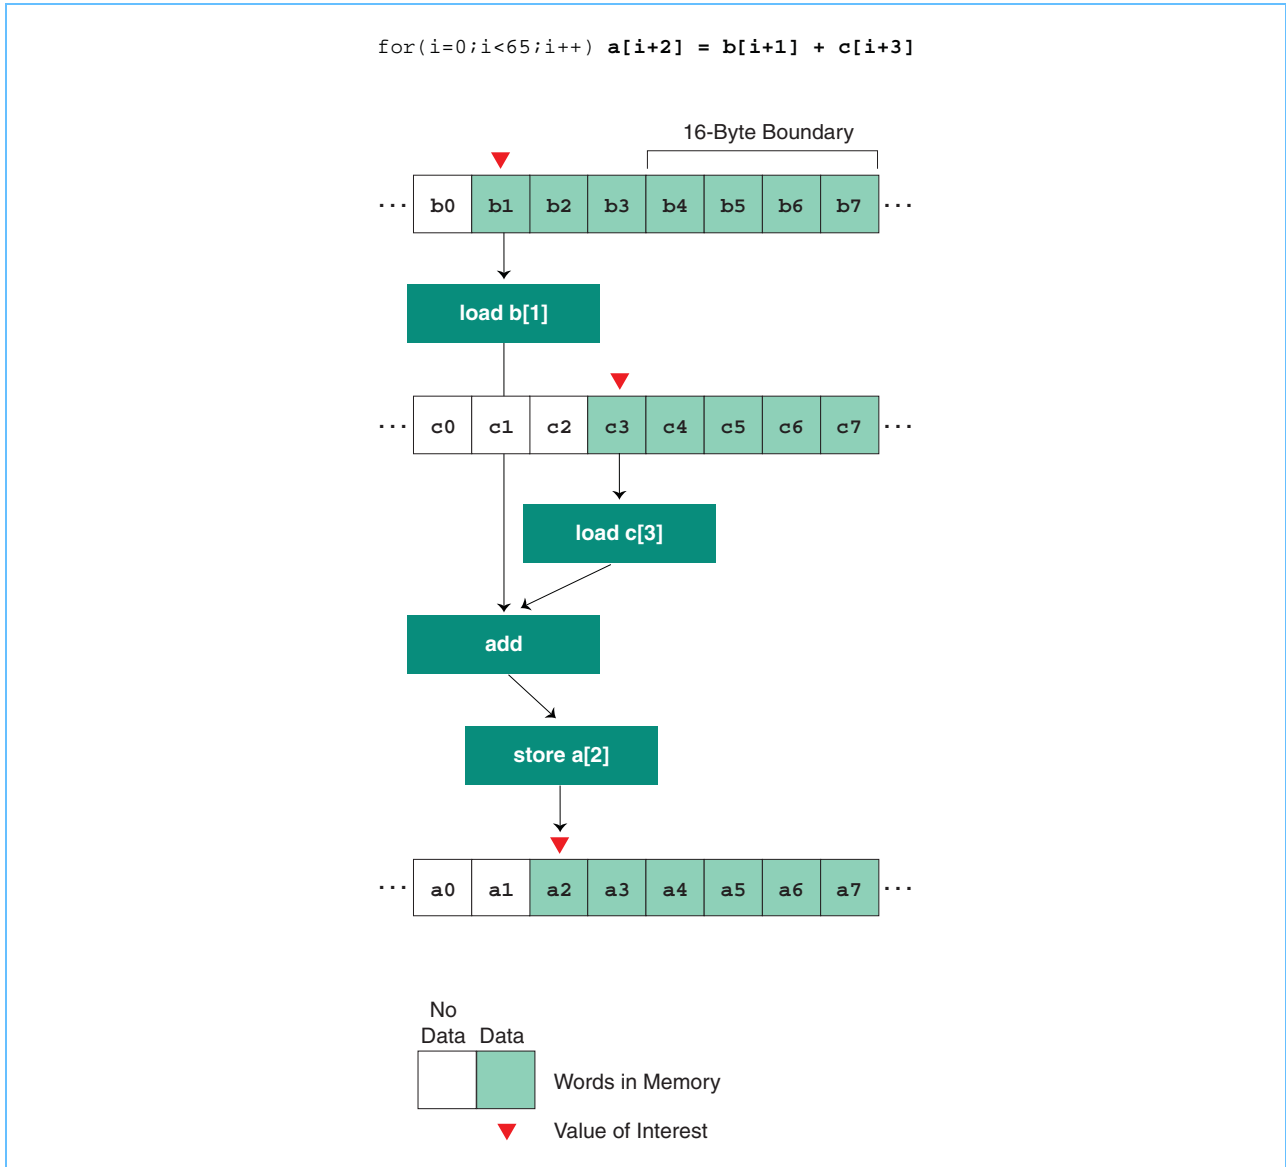 for(i=0;i<65;i++) a[i+2] = b[i+1] + c[i+3]
16-Byte Boundary
... b0 b1 b2 b3 b4 b5 b6 b7 ...
load b[1]
... c0 c1 c2 c3 c4 c5 c6 c7 ...
load c[3]
add
store a[2]
... a0 a1 a2 a3 a4 a5 a6 a7 ...
No
Data Data
Words in Memory
Value of Interest